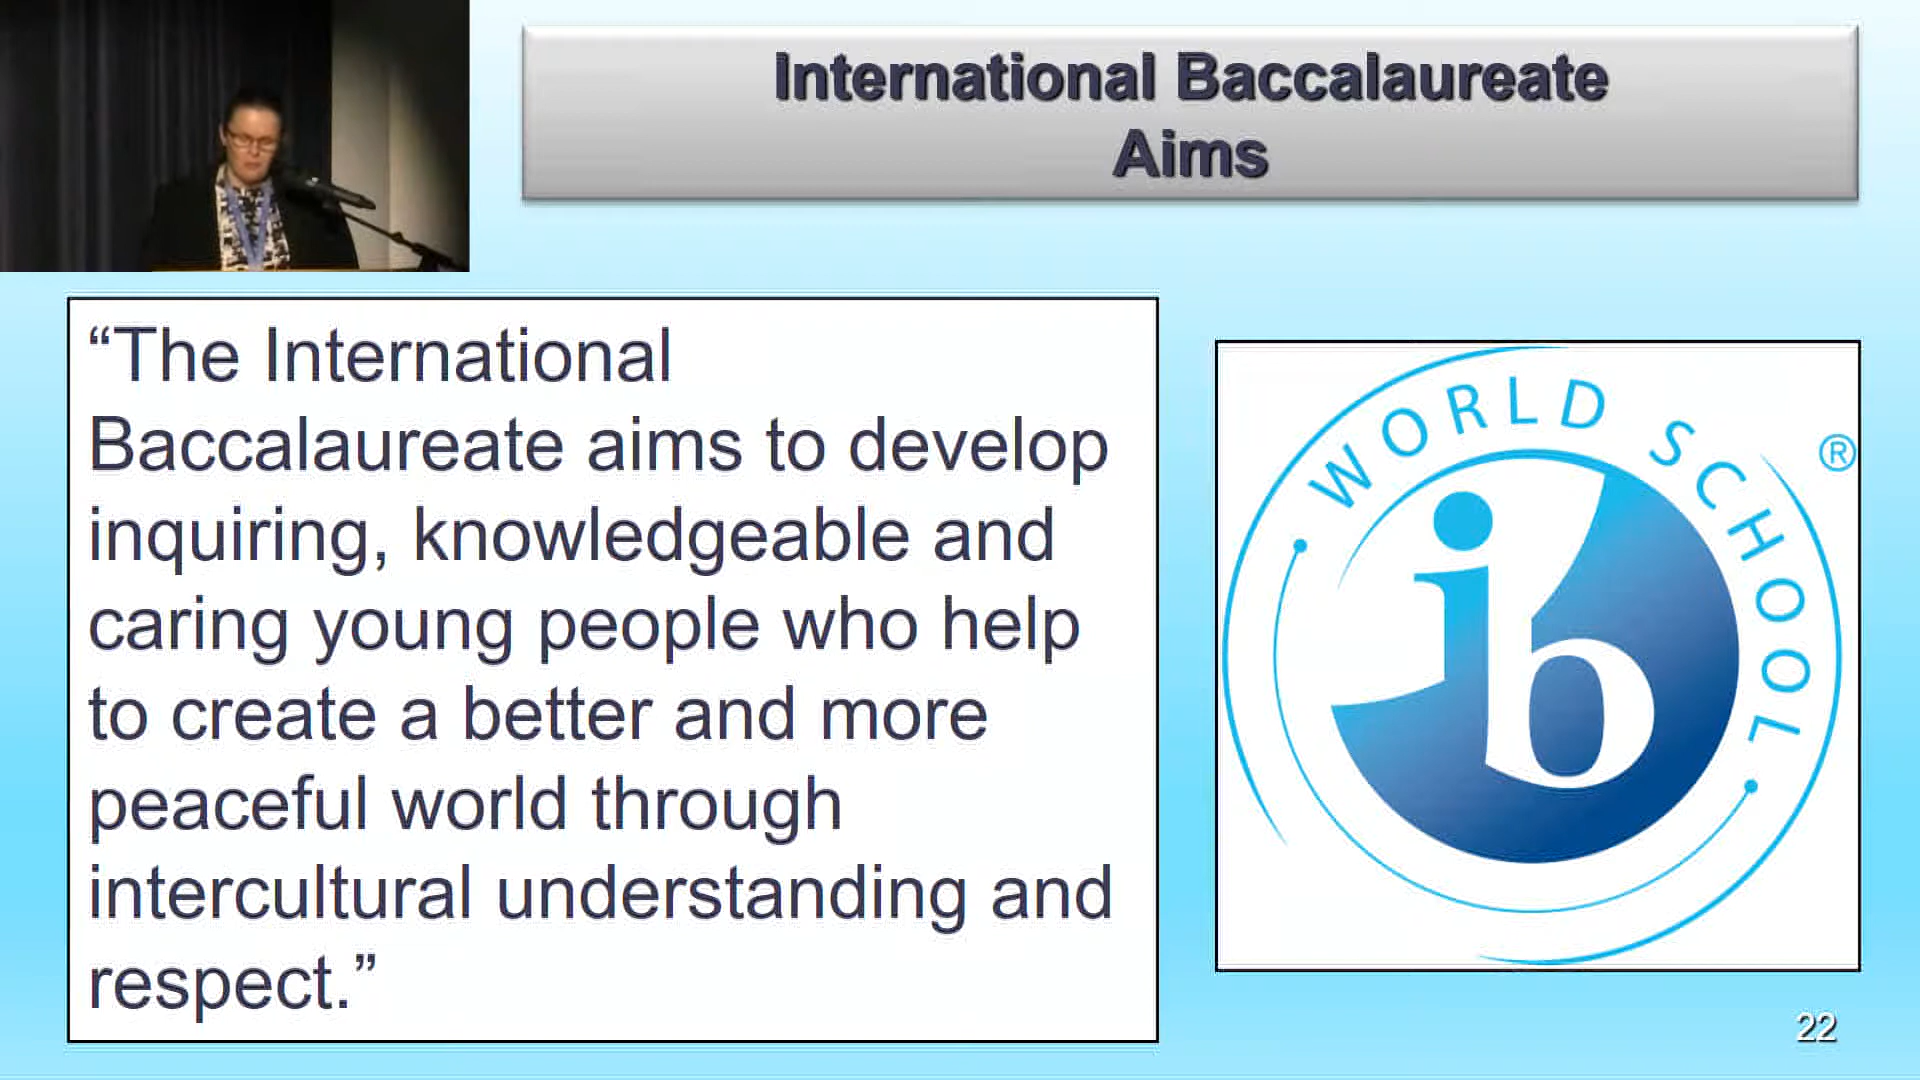 International Baccalaureate
Aims
“The International
Baccalaureate aims to develop
inquiring, knowledgeable and
caring young people who help
to create a better and more
peaceful world through
intercultural understanding and
respect.”
WORLD SCHOOL
®
ib
22